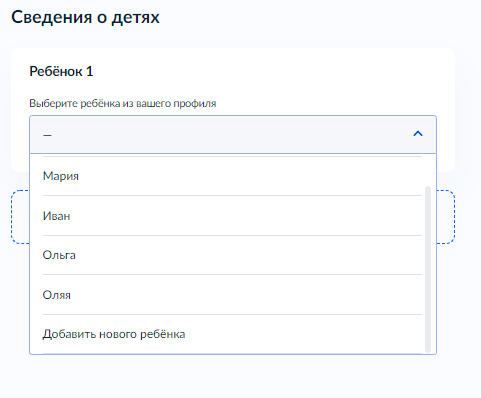 Сведения о детях
Ребёнок 1
Выберите ребёнка из вашего профиля
—
Мария
Иван
Ольга
Оляя
Добавить нового ребёнка